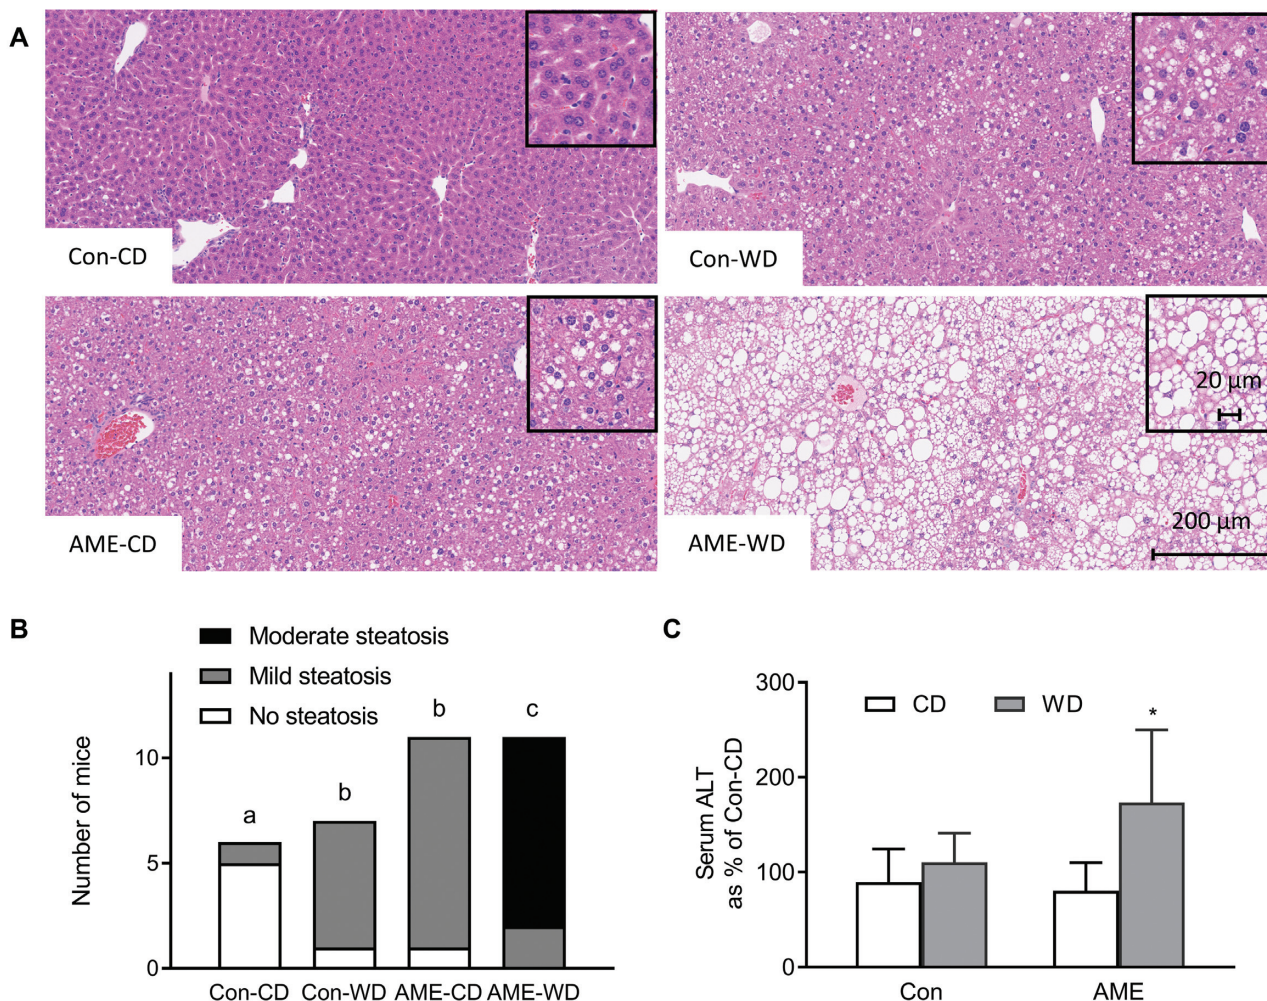 A
Con-CD
Con-WD
AME-CD
20 µm
200 µm
AME-WD
B
Moderate steatosis
Mild steatosis
No steatosis
Number of mice
10
5
0
a
b
b
c
Con-CD Con-WD AME-CD AME-WD
C
Serum ALT
as % of Con-CD
300
200
100
0
CD WD
*
Con AME